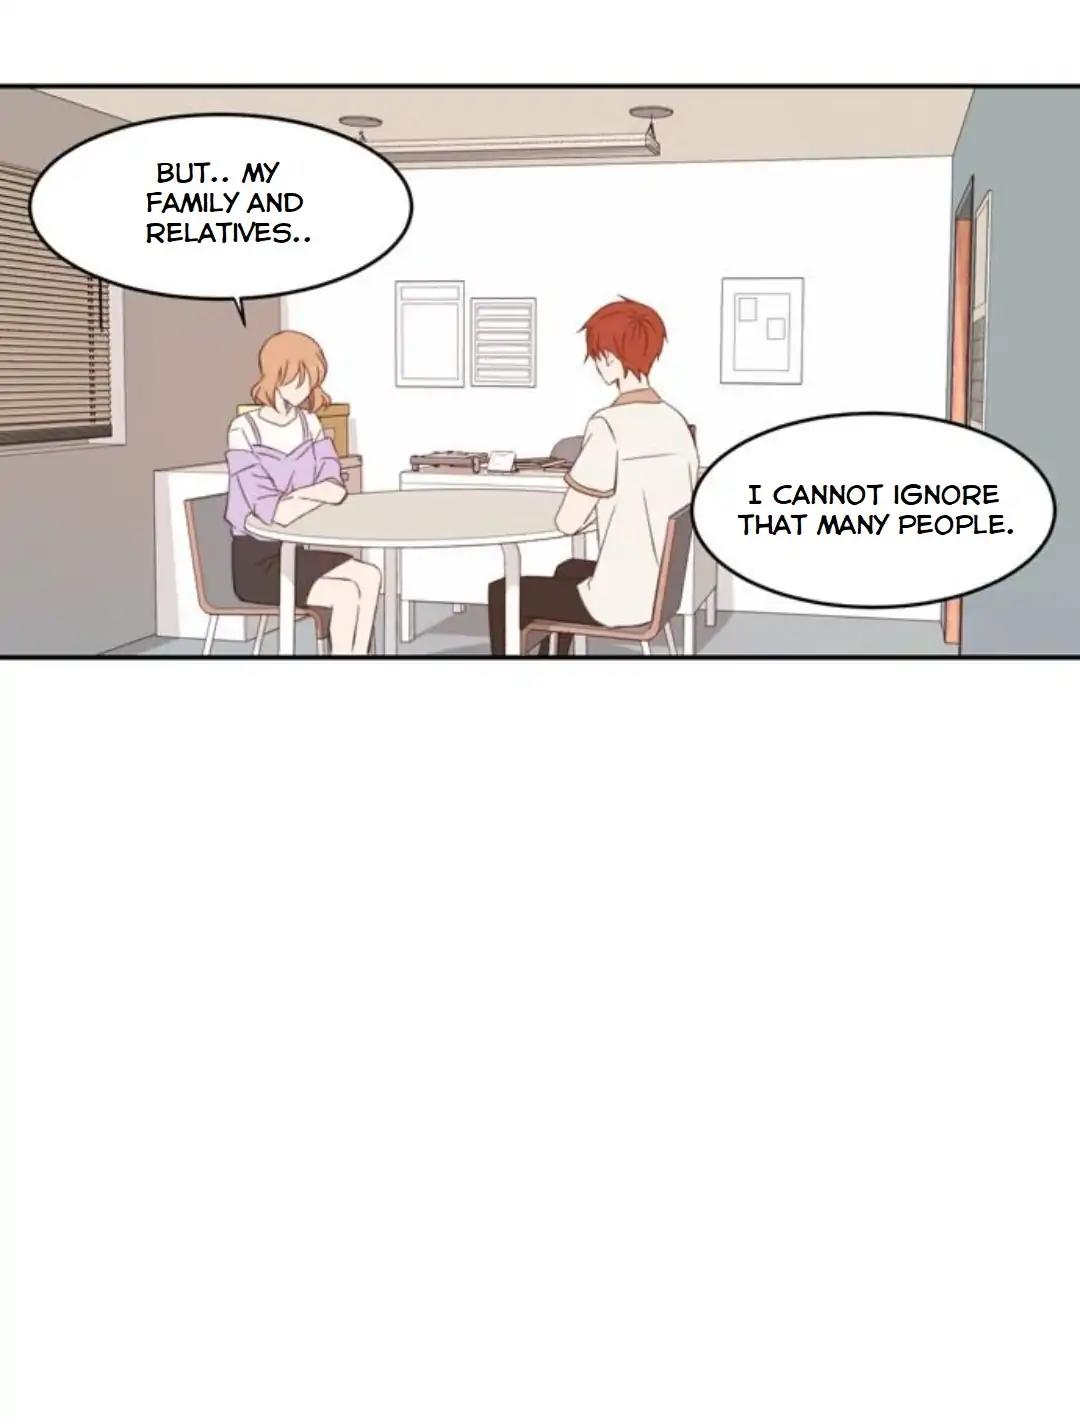 BUT.. MY
FAMILY AND
RELATIVES..
I CANNOT IGNORE
THAT MANY PEOPLE.